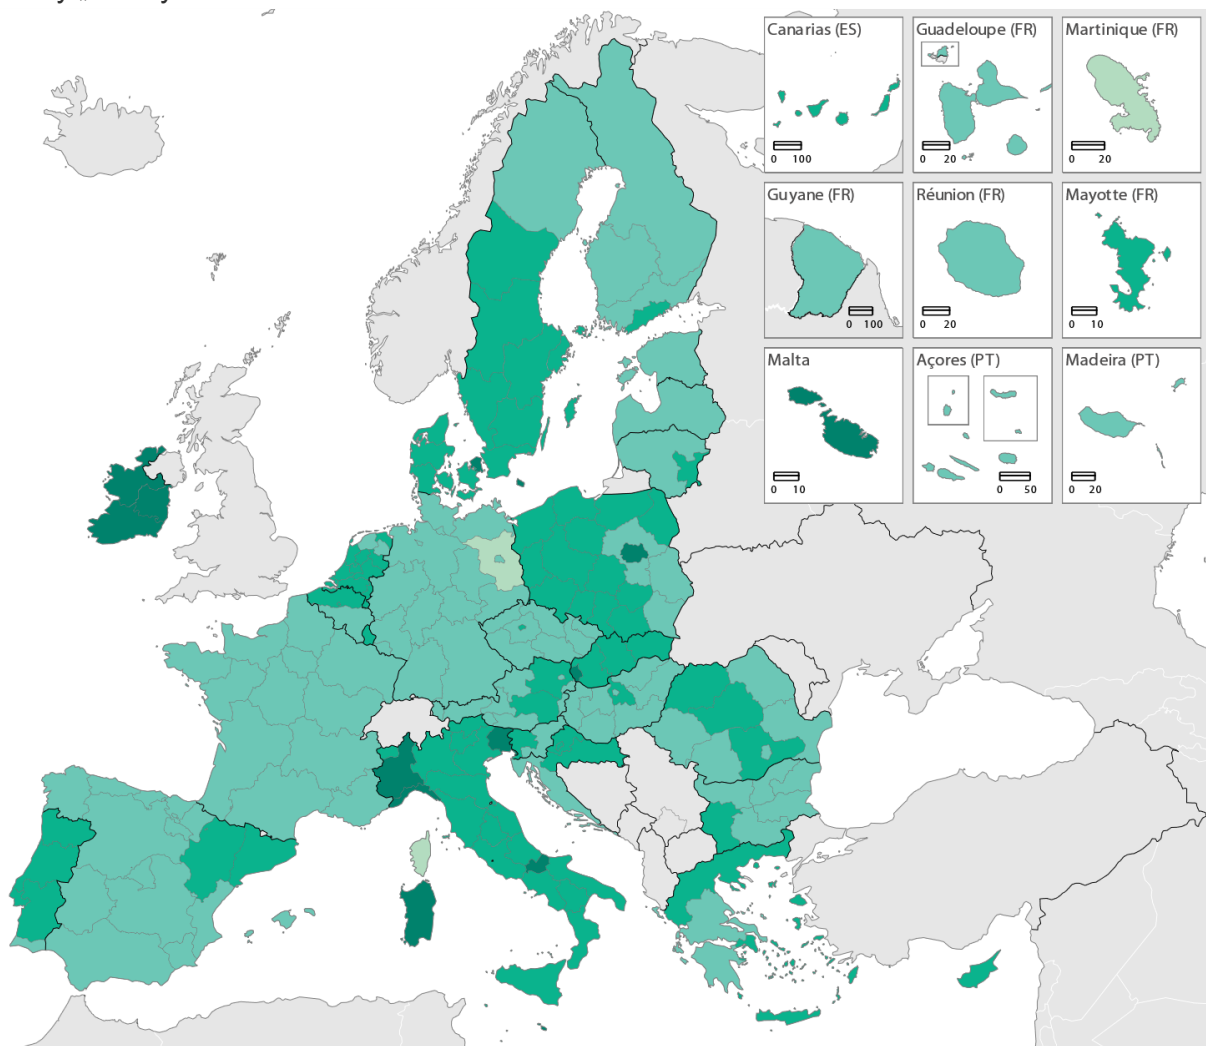 Canarias (ES)
0 100
Guadeloupe (FR)
0 20
Martinique (FR)
0 20
Guyane (FR)
0 100
Réunion (FR)
0 20
Mayotte (FR)
0 10
Malta
0 10
Açores (PT)
0 50
Madeira (PT)
0 20